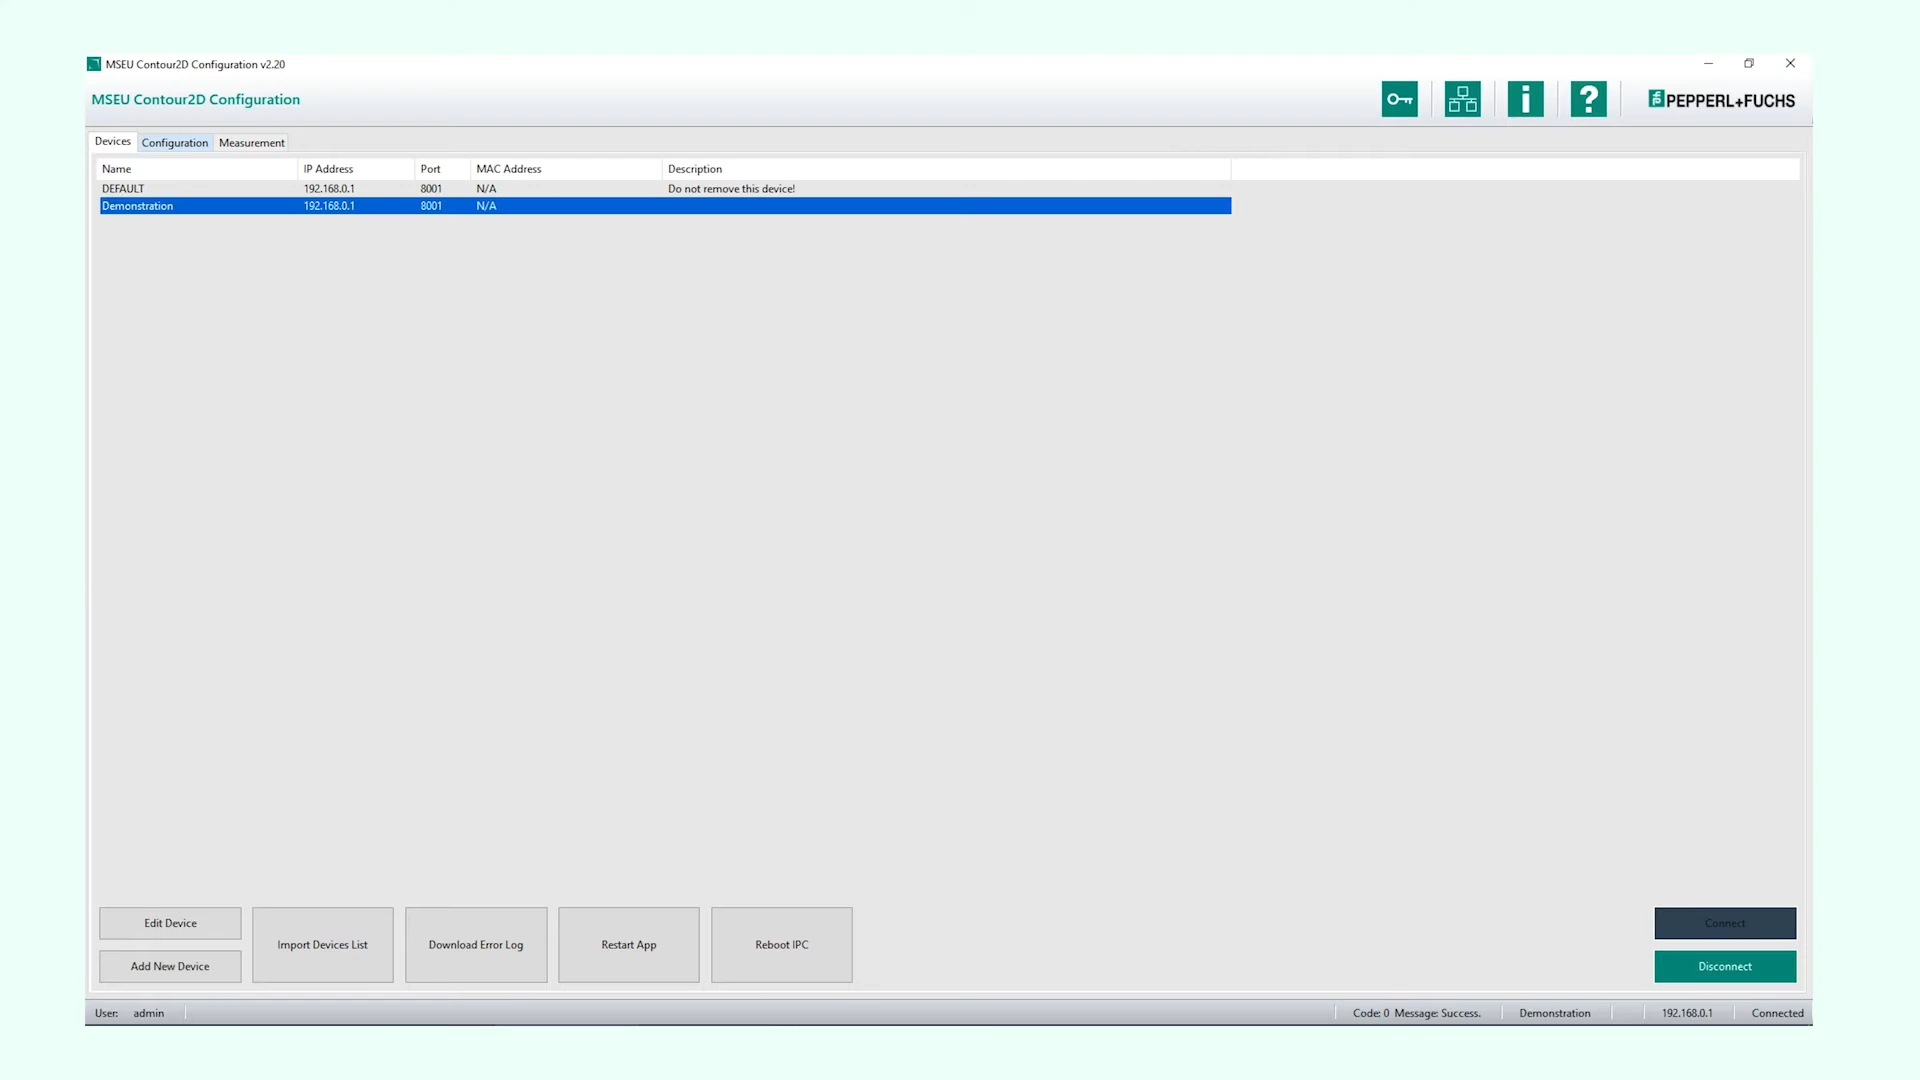 MSEU Contour2D Configuration v2.20
MSEU Contour2D Configuration
PEPPERL+FUCHS
Devices Configuration Measurement
Name IP Address Port MAC Address Description
DEFAULT 192.168.0.1 8001 N/A Do not remove this device!
Demonstration 192.168.0.1 8001 N/A
Edit Device
Add New Device
Import Devices List
Download Error Log
Restart App
Reboot IPC
Connect
Disconnect
User: admin Code: 0 Message: Success. Demonstration 192.168.0.1 Connected